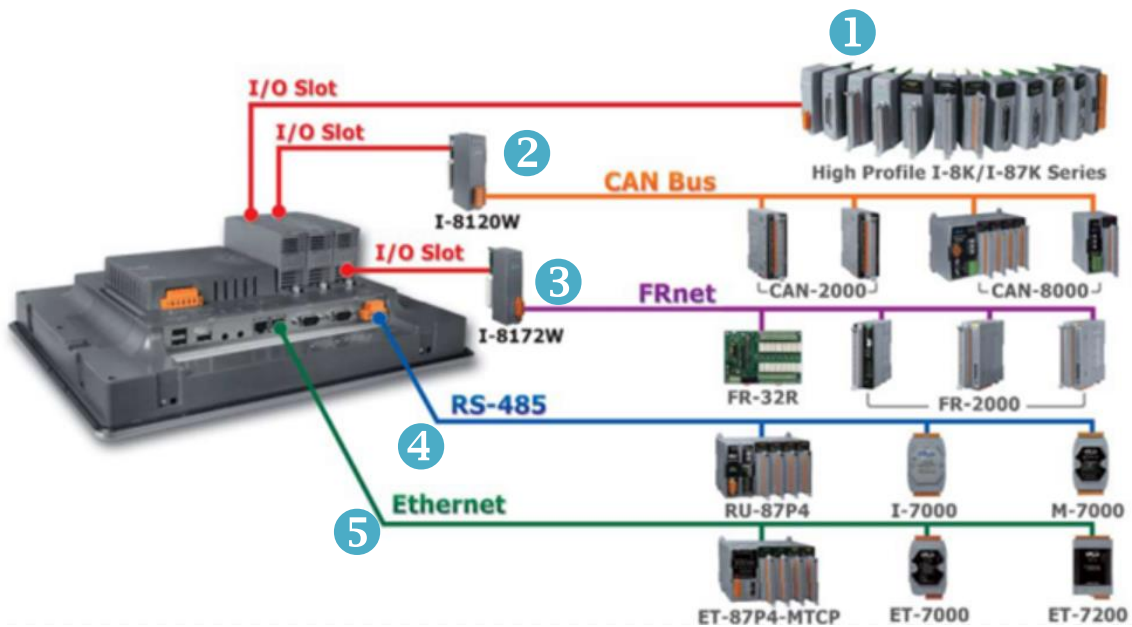 1
I/O Slot
High Profile I-8K/I-87K Series
I/O Slot
2
I-8120W
CAN Bus
CAN-2000
CAN-8000
I/O Slot
3
I-8172W
FRnet
FR-32R
FR-2000
RS-485
4
RU-87P4
I-7000
M-7000
Ethernet
5
ET-87P4-MTCP
ET-7000
ET-7200